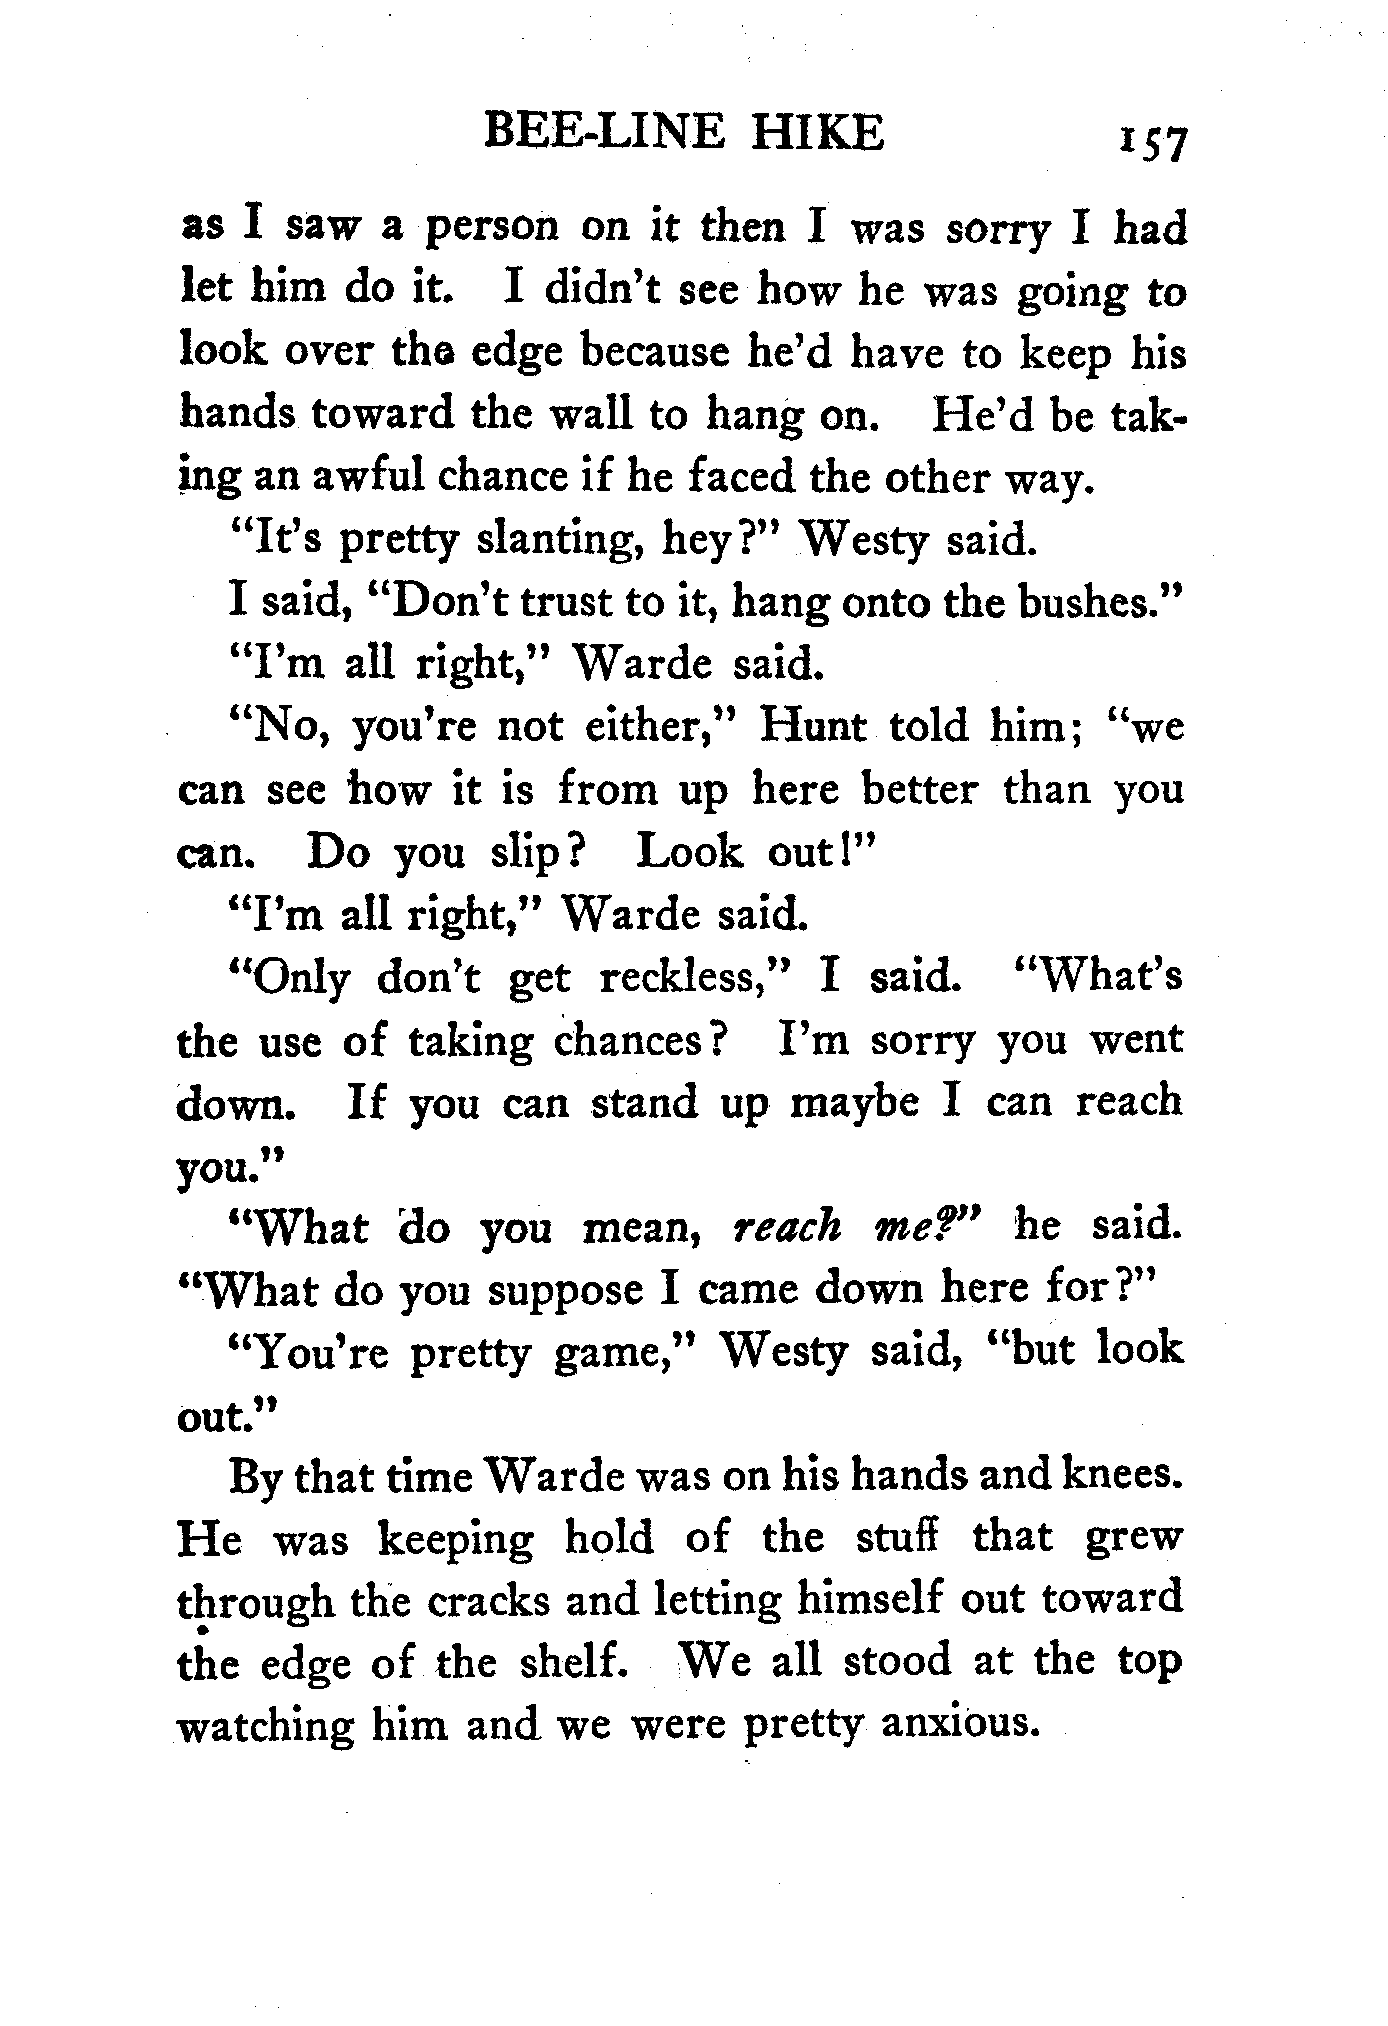 BEE-LINE HIKE 157
as I saw a person on it then I was sorry I had
let him do it. I didn't see how he was going to
look over the edge because he'd have to keep his
hands toward the wall to hang on. He'd be tak-
ing an awful chance if he faced the other way.
"It's pretty slanting, hey?" Westy said.
I said, "Don't trust to it, hang onto the bushes."
"I'm all right," Warde said.
"No, you're not either," Hunt told him; "we
can see how it is from up here better than you
can. Do you slip? Look out!"
"I'm all right," Warde said.
"Only don't get reckless," I said. "What's
the use of taking chances? I'm sorry you went
down. If you can stand up maybe I can reach
you."
"What do you mean, reach me?" he said.
"What do you suppose I came down here for?"
"You're pretty game," Westy said, "but look
out."
By that time Warde was on his hands and knees.
He was keeping hold of the stuff that grew
through the cracks and letting himself out toward
the edge of the shelf. We all stood at the top
watching him and we were pretty anxious.